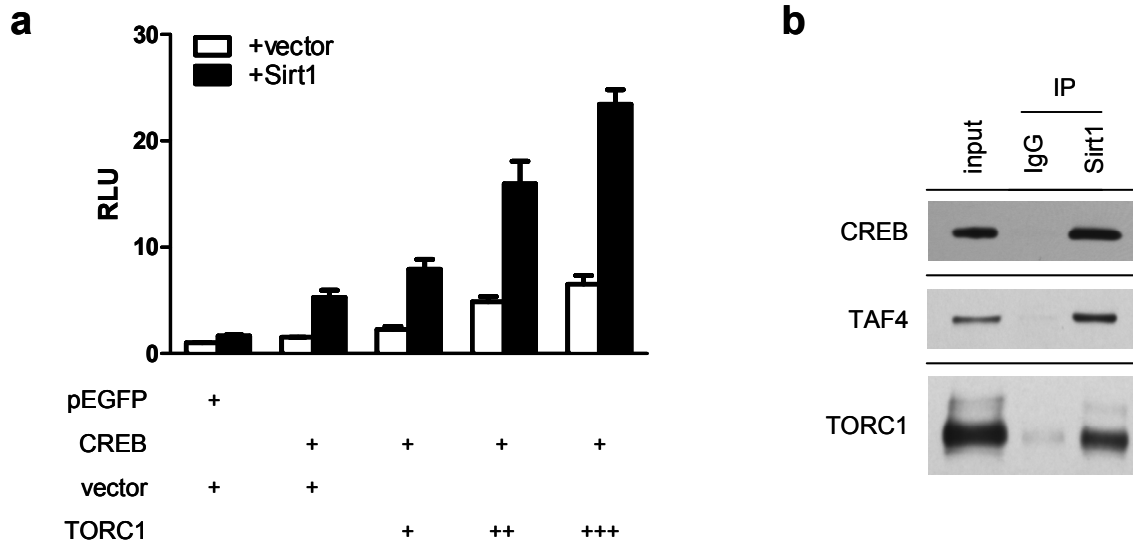 a
30
20
10
0
RLU
+vector
+Sirt1
pEGFP +
CREB + + + +
vector + +
TORC1 + ++ +++
b
IP
input IgG Sirt1
CREB
TAF4
TORC1